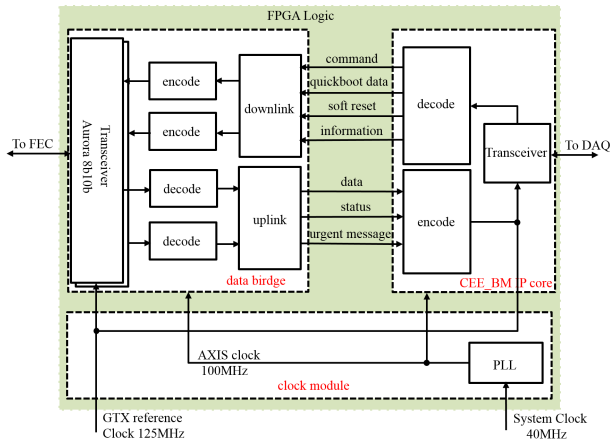 FPGA Logic
Transceiver
Aurora 8b10b
encode
encode
decode
decode
downlink
uplink
command
quickboot data
soft reset
information
data
status
urgent message
decode
encode
Transceiver
To FEC
To DAQ
data birdge
CEE_BM IP core
AXIS clock
100MHz
clock module
PLL
GTX reference
Clock 125MHz
System Clock
40MHz